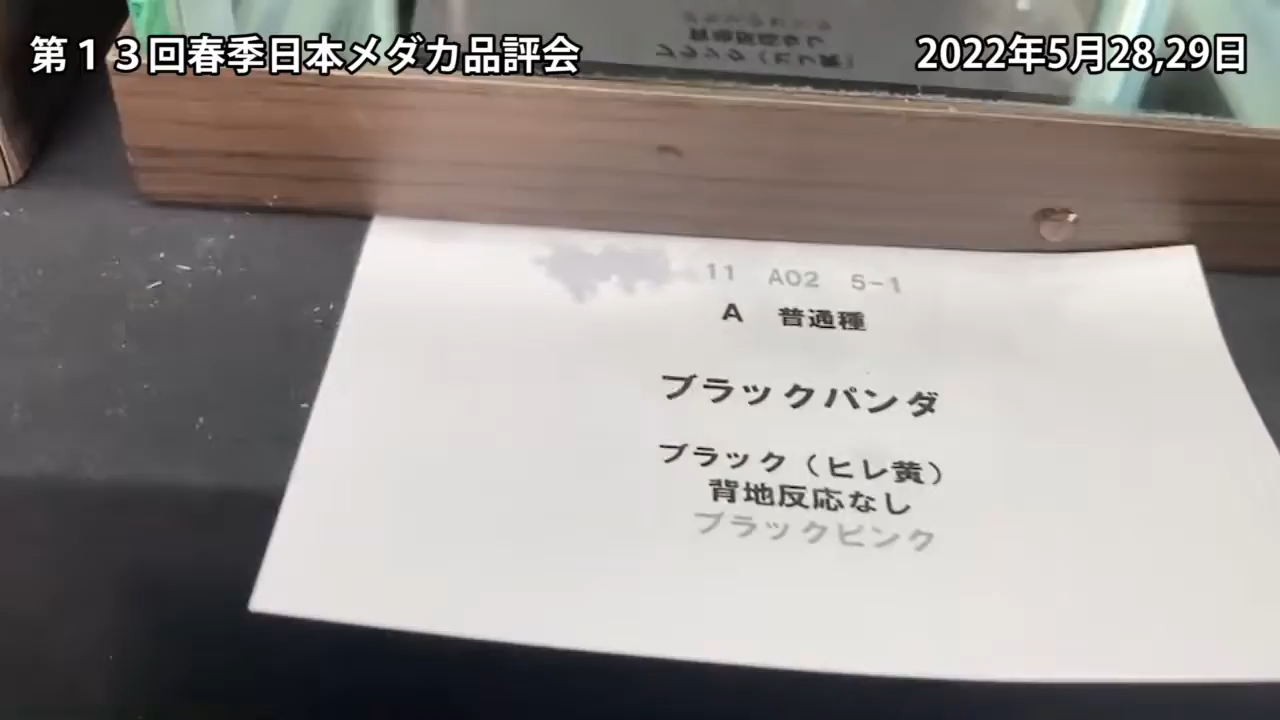 第１３回春季日本メダカ品評会
2022年5月28,29日
11 A02 5-1
A 普通種
ブラックパンダ
ブラック（ヒレ黄）
背地反応なし
ブラックピンク